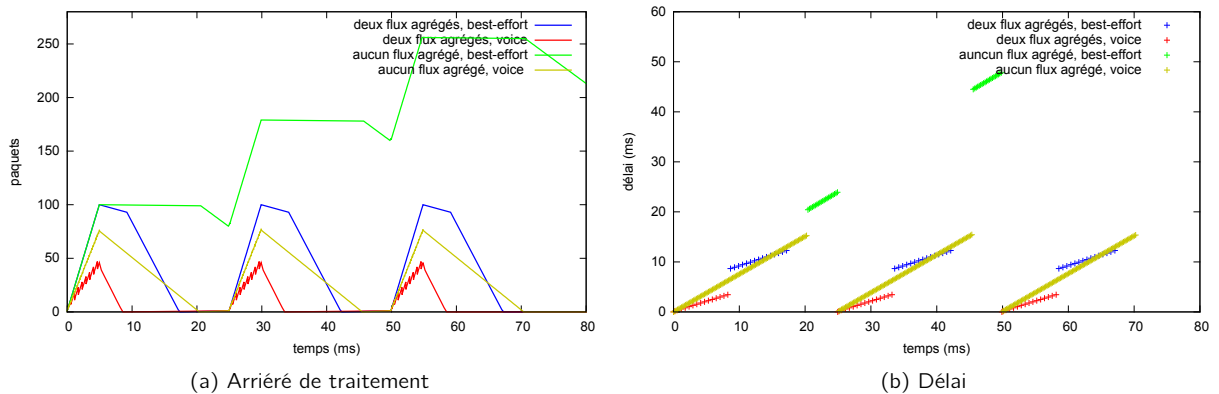 deux flux agrégés, best-effort
deux flux agrégés, voice
aucun flux agrégé, best-effort
aucun flux agrégé, voice
250
200
150
100
50
0
paquets
0 10 20 30 40 50 60 70 80
temps (ms)
(a) Arriéré de traitement
deux flux agrégés, best-effort
deux flux agrégés, voice
auncun flux agrégé, best-effort
aucun flux agrégé, voice
60
50
40
30
20
10
0
délai (ms)
0 10 20 30 40 50 60 70 80
temps (ms)
(b) Délai